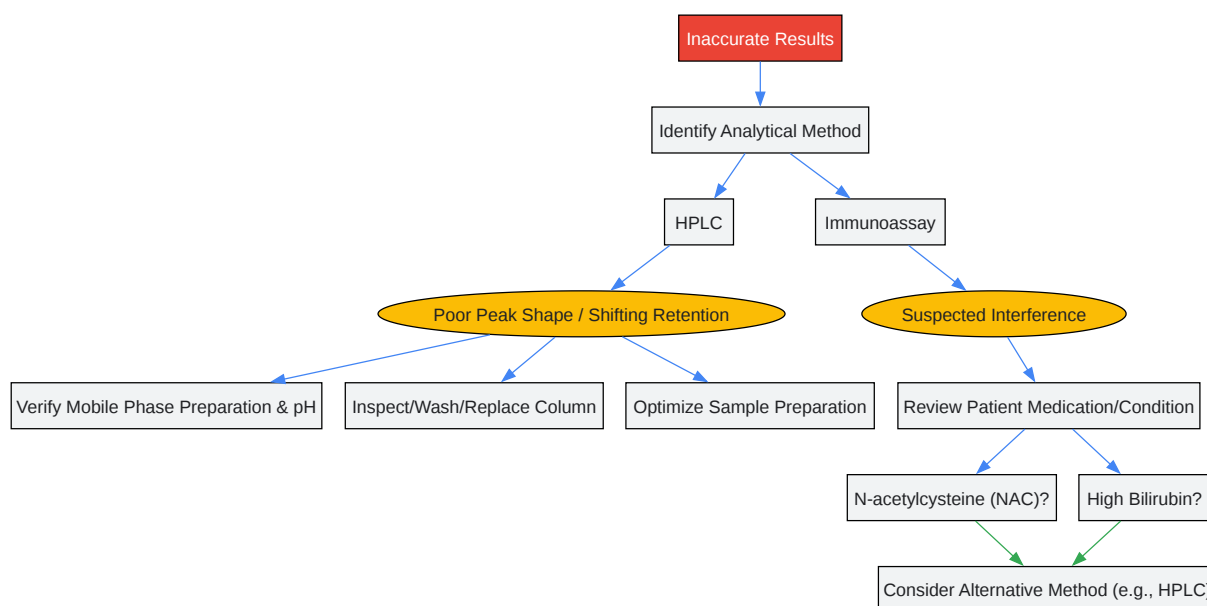 Inaccurate Results
Identify Analytical Method
HPLC
Immunoassay
Poor Peak Shape / Shifting Retention
Suspected Interference
Verify Mobile Phase Preparation & pH
Inspect/Wash/Replace Column
Optimize Sample Preparation
Review Patient Medication/Condition
N-acetylcysteine (NAC)?
High Bilirubin?
Consider Alternative Method (e.g., HPLC)